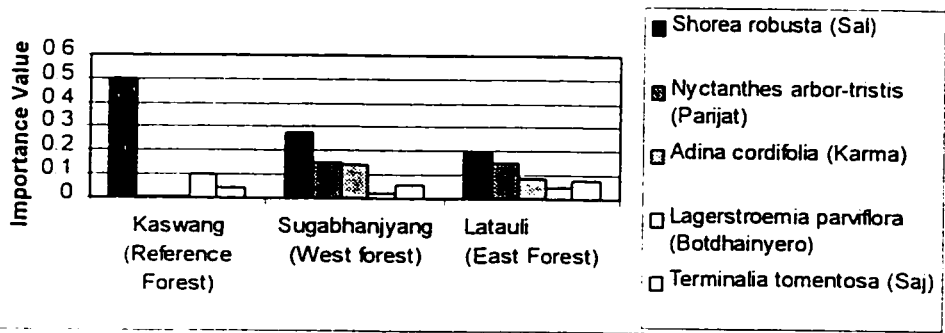 Importance Value
0 6
0 5
0 4
0 3
0 2
0 1
0
Kaswang
(Reference
Forest)
Sugabhanjyang
(West forest)
Latauli
(East Forest)
Shorea robusta (Sal)
Nyctanthes arbor-tristis
(Parijat)
Adina cordifolia (Karma)
Lagerstroemia parviflora
(Botdhainyero)
Terminalia tomentosa (Saj)